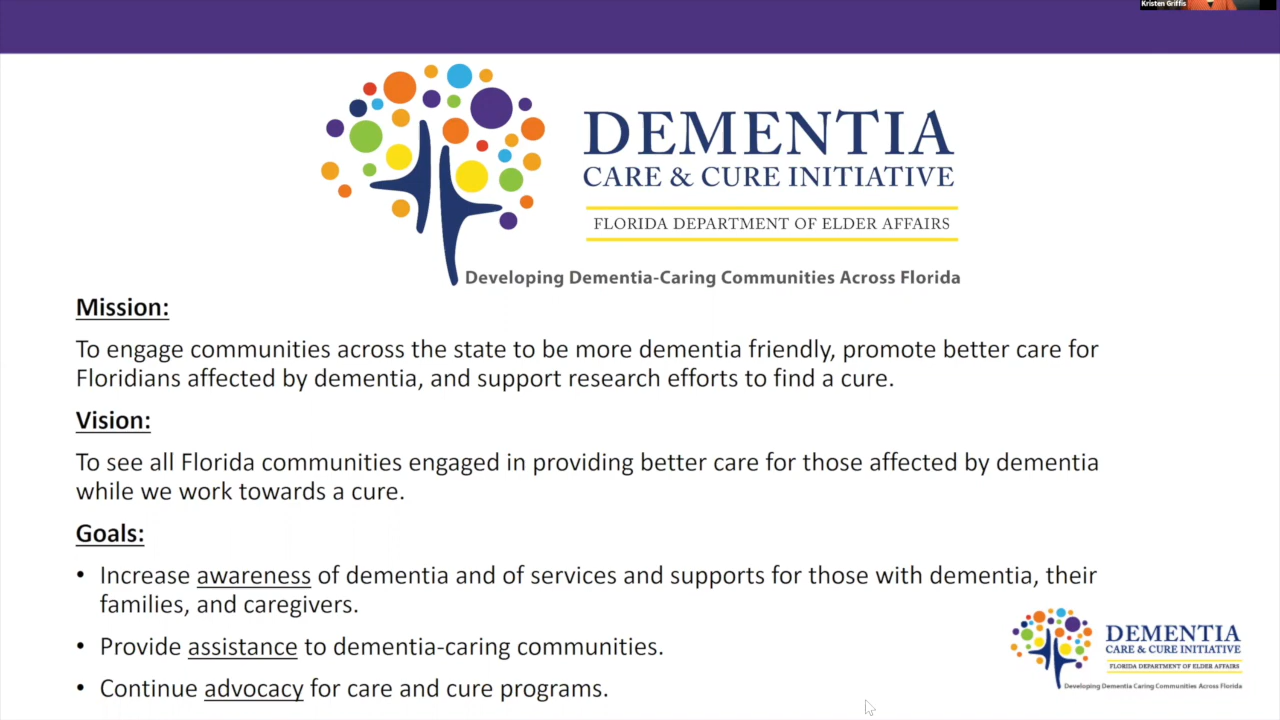 Kristen Griffis
DEMENTIA
CARE & CURE INITIATIVE
FLORIDA DEPARTMENT OF ELDER AFFAIRS
Developing Dementia-Caring Communities Across Florida
Mission:
To engage communities across the state to be more dementia friendly, promote better care for
Floridians affected by dementia, and support research efforts to find a cure.
Vision:
To see all Florida communities engaged in providing better care for those affected by dementia
while we work towards a cure.
Goals:
• Increase awareness of dementia and of services and supports for those with dementia, their
families, and caregivers.
• Provide assistance to dementia-caring communities.
• Continue advocacy for care and cure programs.
DEMENTIA
CARE & CURE INITIATIVE
FLORIDA DEPARTMENT OF ELDER AFFAIRS
Developing Dementia Caring Communities Across Florida